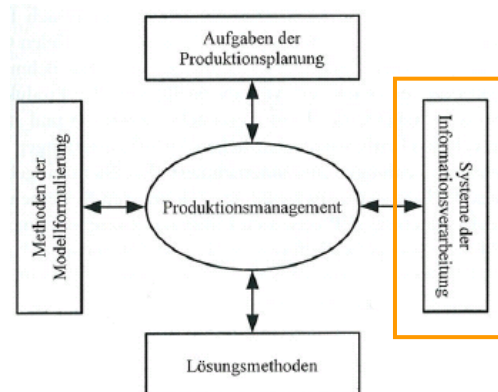 Aufgaben der
Produktionsplanung
Methoden der
Modellformulierung
Produktionsmanagement
Systeme der
Informationsverarbeitung
Lösungsmethoden